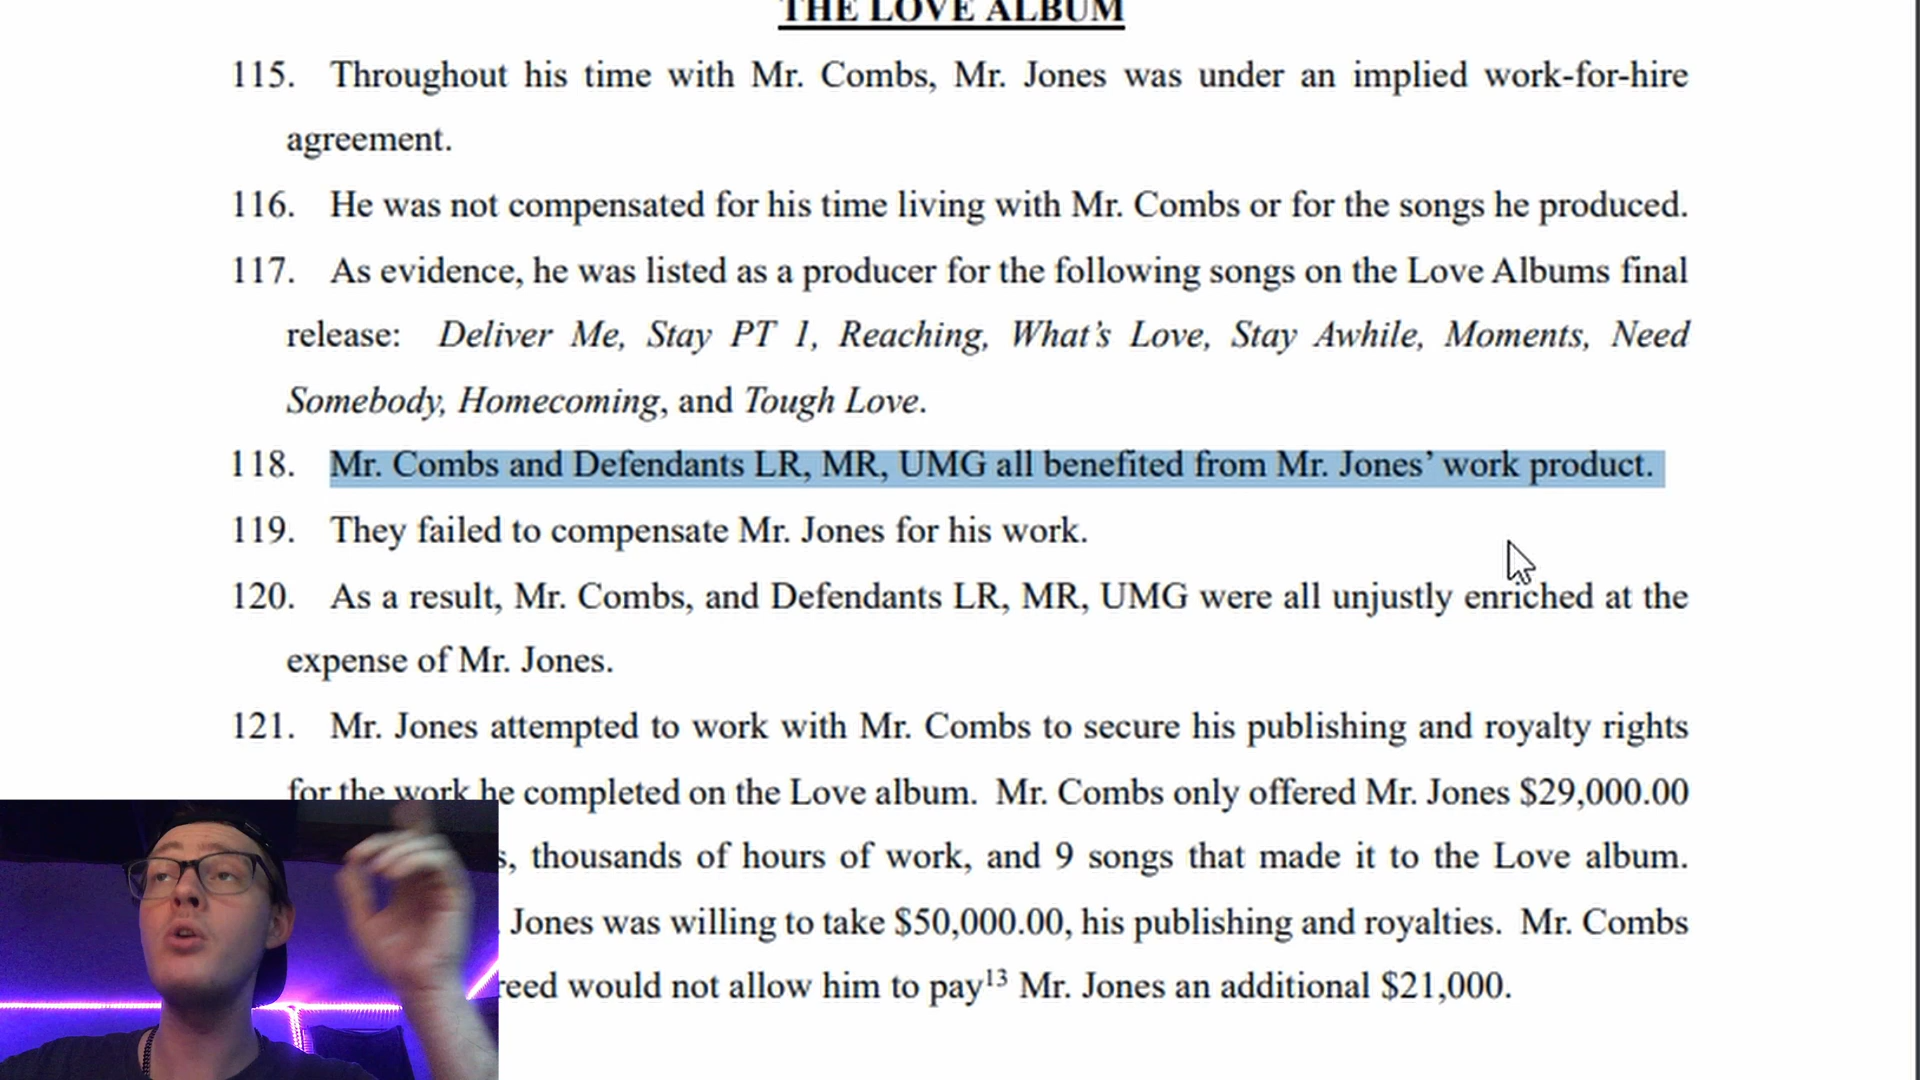 THE LOVE ALBUM
115. Throughout his time with Mr. Combs, Mr. Jones was under an implied work-for-hire
agreement.
116. He was not compensated for his time living with Mr. Combs or for the songs he produced.
117. As evidence, he was listed as a producer for the following songs on the Love Albums final
release: Deliver Me, Stay PT 1, Reaching, What's Love, Stay Awhile, Moments, Need
Somebody, Homecoming, and Tough Love.
118. Mr. Combs and Defendants LR, MR, UMG all benefited from Mr. Jones' work product.
119. They failed to compensate Mr. Jones for his work.
120. As a result, Mr. Combs, and Defendants LR, MR, UMG were all unjustly enriched at the
expense of Mr. Jones.
121. Mr. Jones attempted to work with Mr. Combs to secure his publishing and royalty rights
for the work he completed on the Love album. Mr. Combs only offered Mr. Jones $29,000.00
thousands of hours of work, and 9 songs that made it to the Love album.
Jones was willing to take $50,000.00, his publishing and royalties. Mr. Combs
reed would not allow him to pay13 Mr. Jones an additional $21,000.